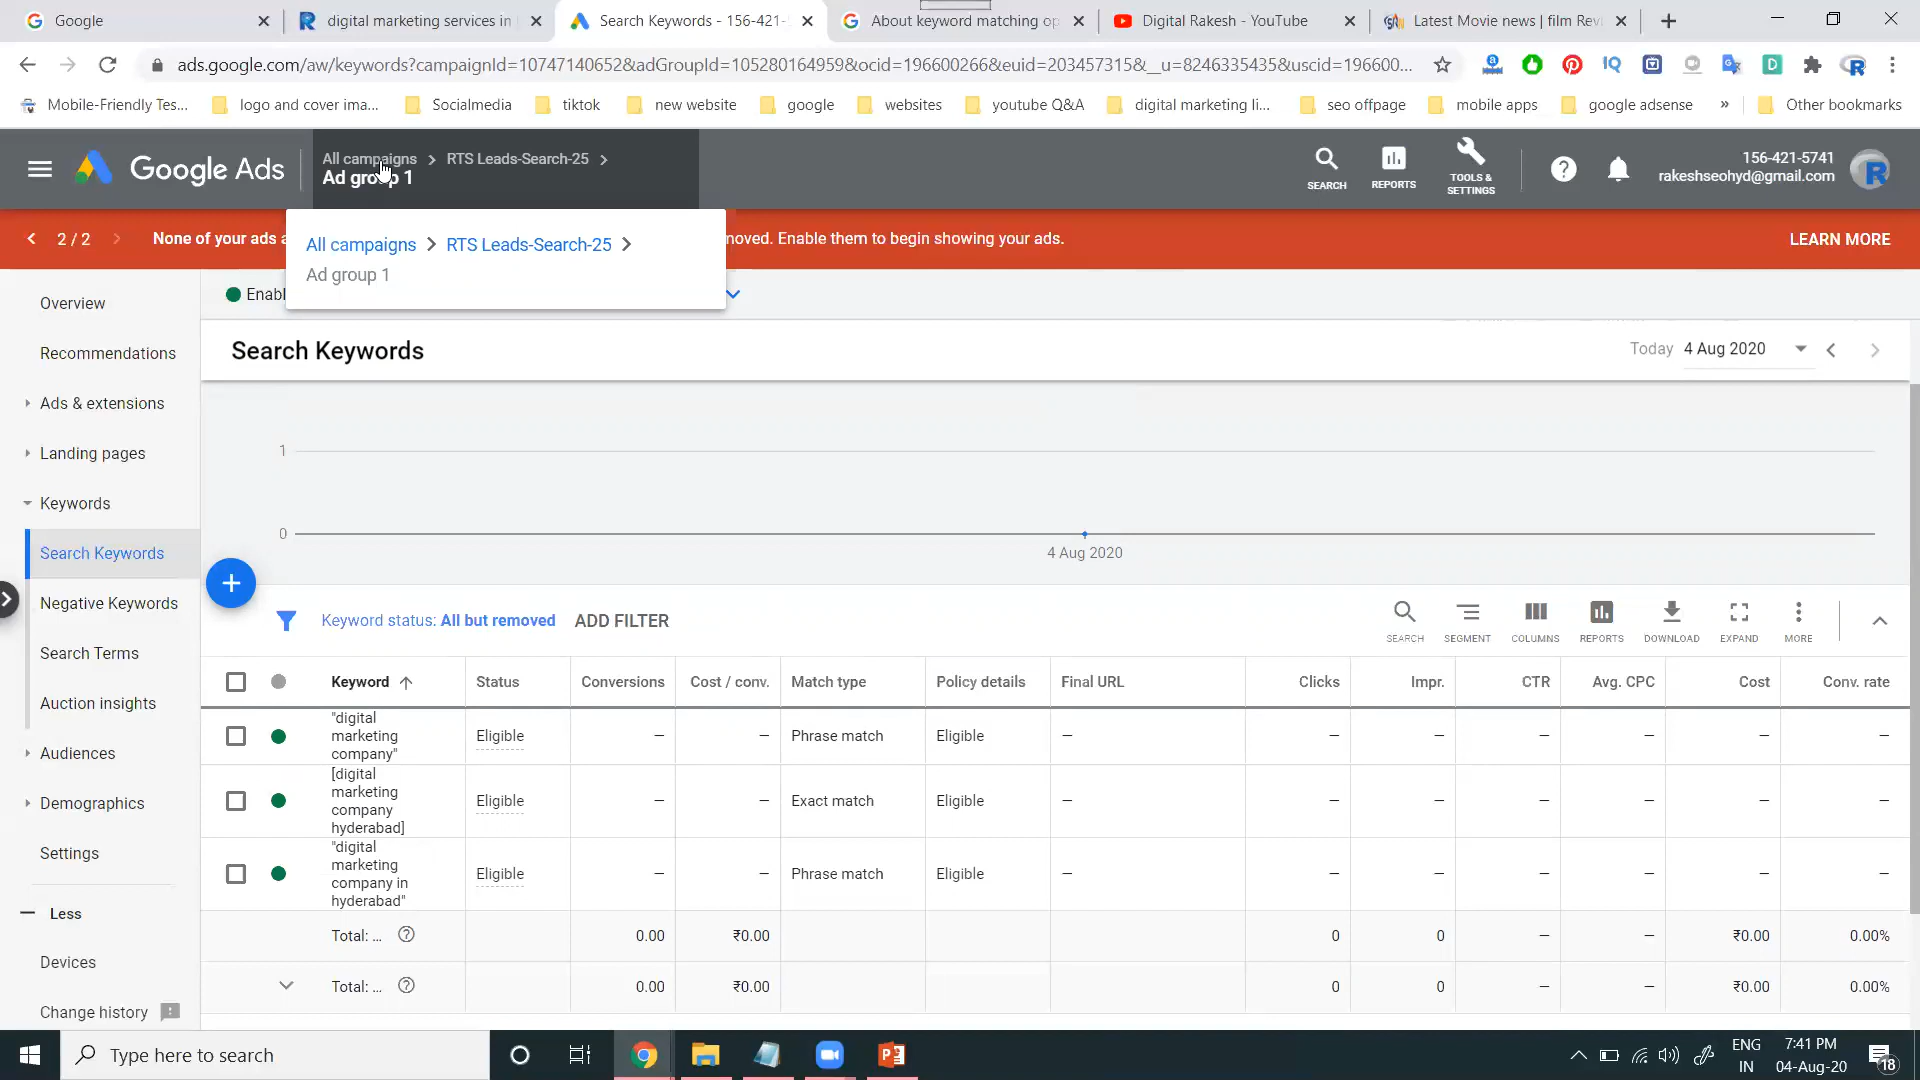 Google
digital marketing services in
Search Keywords - 156-421-
About keyword matching op
Digital Rakesh - YouTube
Latest Movie news | film Rev
ads.google.com/aw/keywords?campaignId=10747140652&adGroupId=105280164959&ocid=196600266&euid=203457315&__u=8246335435&uscid=196600...
Mobile-Friendly Tes...
logo and cover ima...
Socialmedia
tiktok
new website
google
websites
youtube Q&A
digital marketing li...
seo offpage
mobile apps
google adsense
»
Other bookmarks
Google Ads
All campaigns > RTS Leads-Search-25 >
Ad group 1
SEARCH
REPORTS
TOOLS &
SETTINGS
156-421-5741
rakeshseohyd@gmail.com
2 / 2
None of your ads a
moved. Enable them to begin showing your ads.
LEARN MORE
All campaigns > RTS Leads-Search-25 >
Ad group 1
Enabl
Overview
Recommendations
Ads & extensions
Landing pages
Keywords
Search Keywords
Negative Keywords
Search Terms
Auction insights
Audiences
Demographics
Settings
Less
Devices
Change history
Search Keywords
Today 4 Aug 2020
1
0
4 Aug 2020
Keyword status: All but removed
ADD FILTER
SEARCH
SEGMENT
COLUMNS
REPORTS
DOWNLOAD
EXPAND
MORE
Keyword Status Conversions Cost / conv. Match type Policy details Final URL Clicks Impr. CTR Avg. CPC Cost Conv. rate
"digital
marketing
company"
Eligible — — Phrase match Eligible — — — — — — —
[digital
marketing
company
hyderabad]
Eligible — — Exact match Eligible — — — — — — —
"digital
marketing
company in
hyderabad"
Eligible — — Phrase match Eligible — — — — — — —
Total: ... 0.00 ₹0.00 0 0 — — ₹0.00 0.00%
Total: ... 0.00 ₹0.00 0 0 — — ₹0.00 0.00%
Type here to search
ENG
IN
7:41 PM
04-Aug-20
18